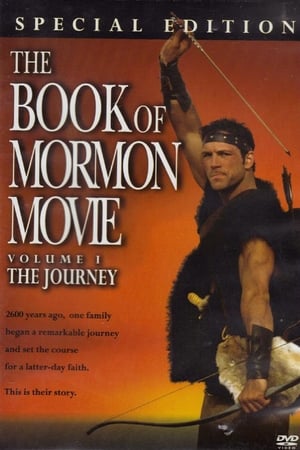 SPECIAL EDITION
THE
BOOK OF
MORMON
MOVIE
VOLUME I
THE JOURNEY
2600 years ago, one family
began a remarkable journey
and set the course
for a latter-day faith.
This is their story.
DVD
VIDEO